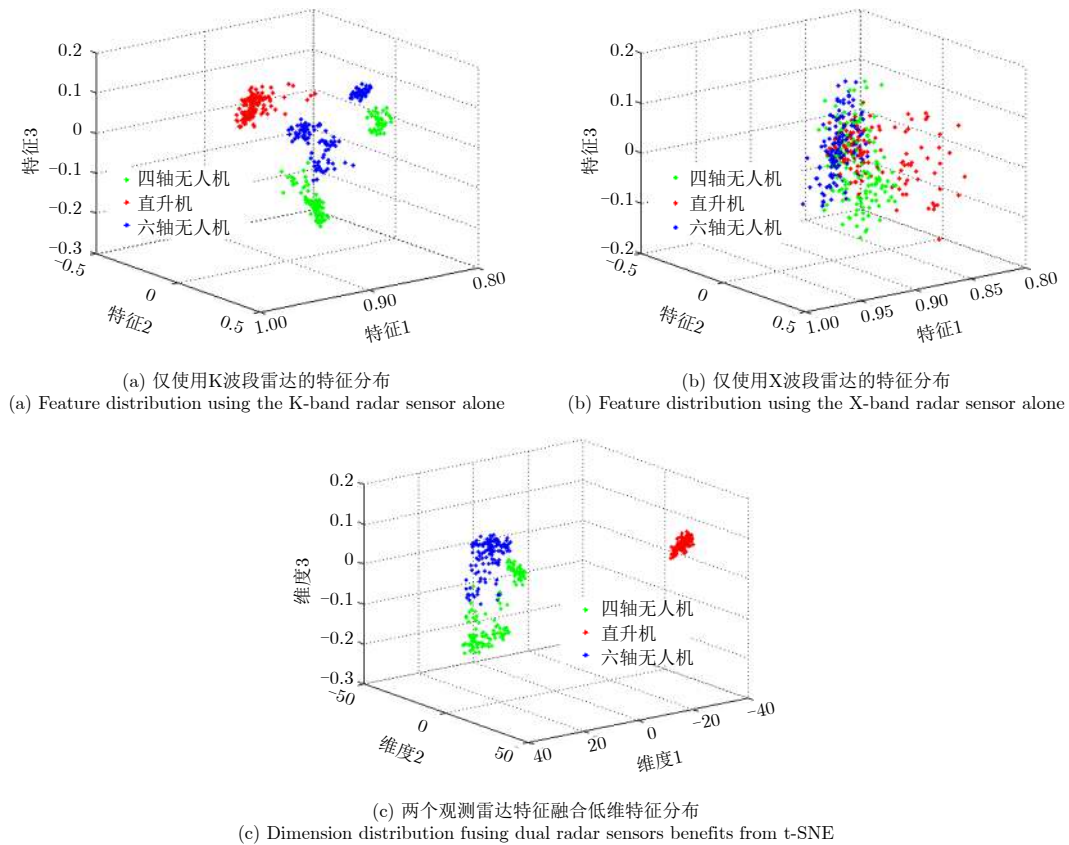 0.2
0.1
0
−0.1
−0.2
−0.3
特征3
−0.5
0
0.5
特征2
1.00
0.90
0.80
特征1
四轴无人机
直升机
六轴无人机
(a) 仅使用K波段雷达的特征分布
(a) Feature distribution using the K-band radar sensor alone
0.2
0.1
0
−0.1
−0.2
特征3
−0.5
0
0.5
特征2
1.00
0.95
0.90
0.85
0.80
特征1
四轴无人机
直升机
六轴无人机
(b) 仅使用X波段雷达的特征分布
(b) Feature distribution using the X-band radar sensor alone
0.2
0.1
0
−0.1
−0.2
−0.3
维度3
−50
0
50
维度2
40
20
0
−20
−40
维度1
四轴无人机
直升机
六轴无人机
(c) 两个观测雷达特征融合低维特征分布
(c) Dimension distribution fusing dual radar sensors benefits from t-SNE